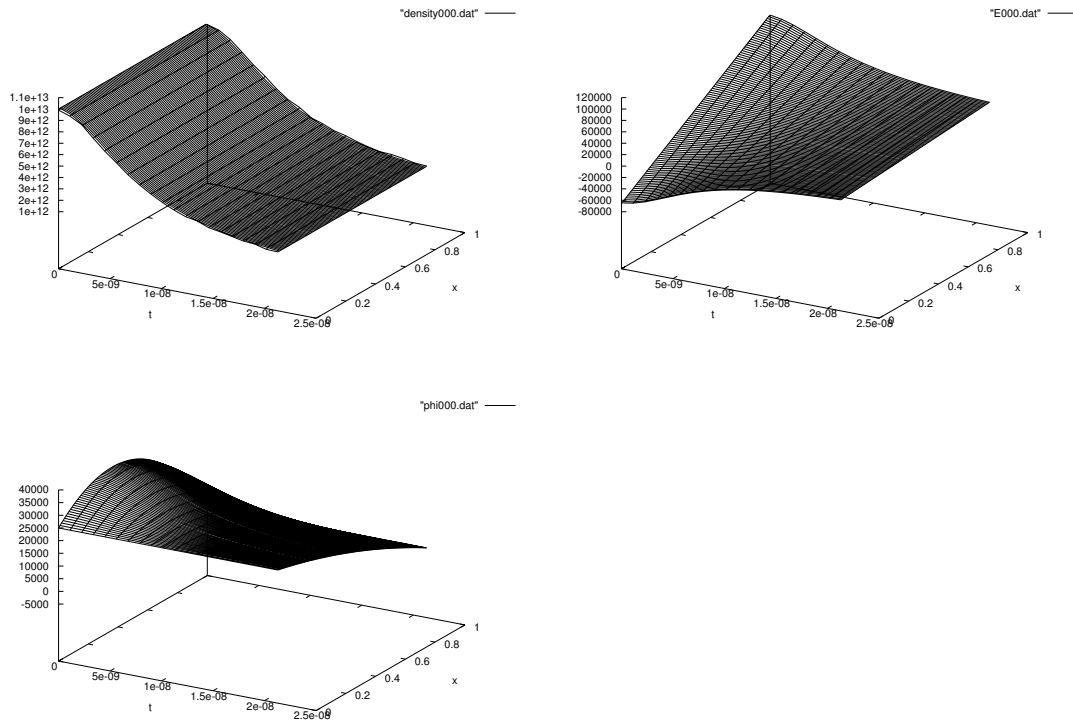 "density000.dat"
1.1e+13
1e+13
9e+12
8e+12
7e+12
6e+12
5e+12
4e+12
3e+12
2e+12
1e+12
0
5e-09
1e-08
1.5e-08
2e-08
2.5e-08
t
0
0.2
0.4
0.6
0.8
1
x
"E000.dat"
120000
100000
80000
60000
40000
20000
0
-20000
-40000
-60000
-80000
0
5e-09
1e-08
1.5e-08
2e-08
2.5e-08
t
0
0.2
0.4
0.6
0.8
1
x
"phi000.dat"
40000
35000
30000
25000
20000
15000
10000
5000
0
-5000
0
5e-09
1e-08
1.5e-08
2e-08
2.5e-08
t
0
0.2
0.4
0.6
0.8
1
x